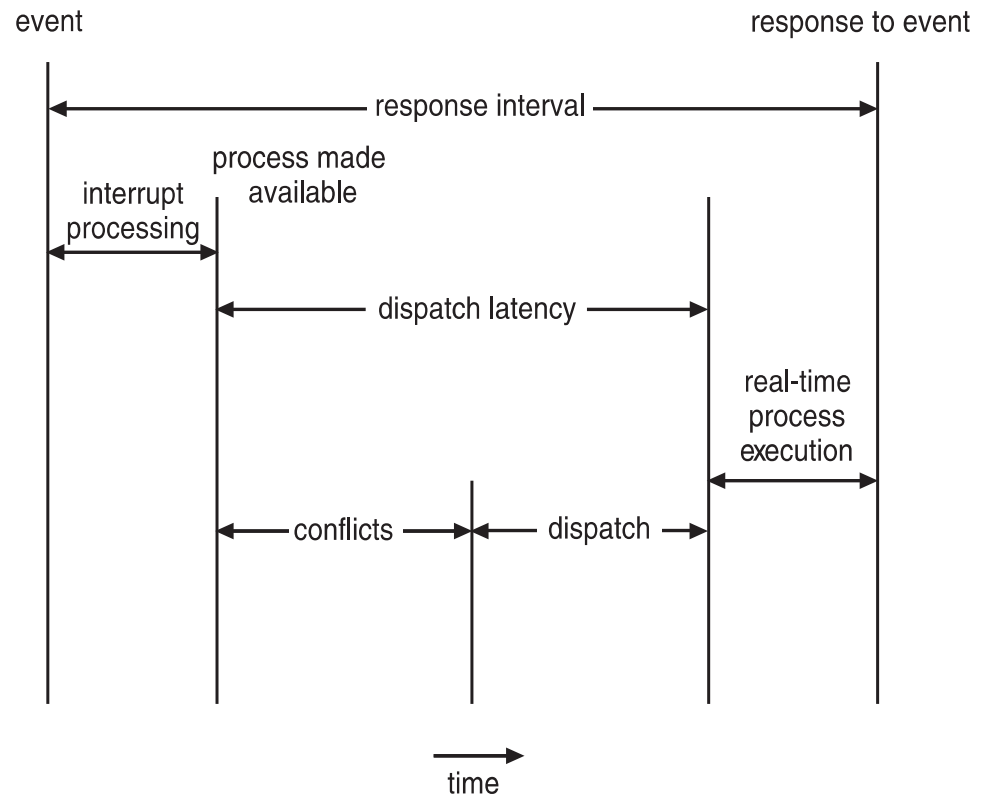 event
response to event
response interval
process made
available
interrupt
processing
dispatch latency
real-time
process
execution
conflicts
dispatch
time